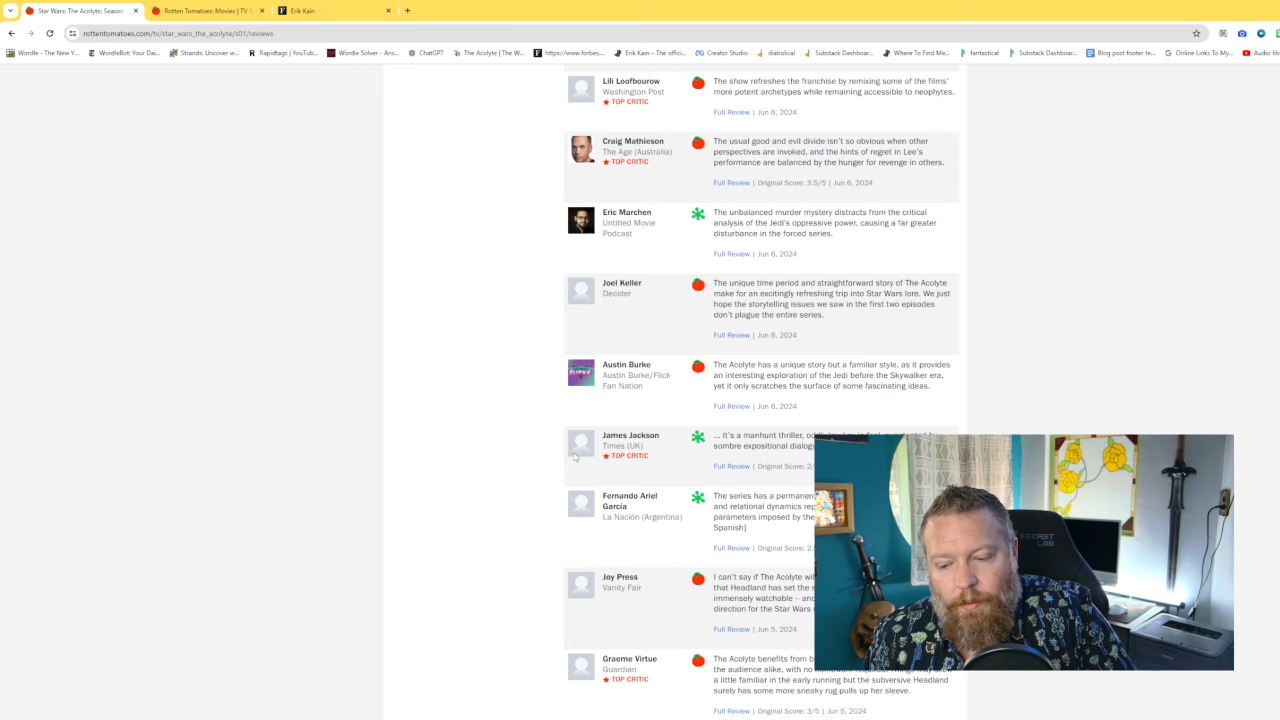 Star Wars: The Acolyte: Season
Rotten Tomatoes: Movies | TV S
Erik Kain
rottentomatoes.com/tv/star_wars_the_acolyte/s01/reviews
Wordle - The New Y...
WordleBot: Your Dai...
Strands: Uncover w...
Rapidtags | YouTub...
Wordle Solver - Ans...
ChatGPT
The Acolyte | The W...
https://www.forbes...
Erik Kain – The offici...
Creator Studio
diabolical
Substack Dashboar...
Where To Find Me...
fantastical
Substack Dashboar...
Blog post footer te...
Online Links To My...
Audio lib
Lili Loofbourow
Washington Post
★ TOP CRITIC
The show refreshes the franchise by remixing some of the films'
more potent archetypes while remaining accessible to neophytes.
Full Review | Jun 6, 2024
Craig Mathieson
The Age (Australia)
★ TOP CRITIC
The usual good and evil divide isn't so obvious when other
perspectives are invoked, and the hints of regret in Lee's
performance are balanced by the hunger for revenge in others.
Full Review | Original Score: 3.5/5 | Jun 6, 2024
Eric Marchen
Untitled Movie
Podcast
The unbalanced murder mystery distracts from the critical
analysis of the Jedi's oppressive power, causing a far greater
disturbance in the forced series.
Full Review | Jun 6, 2024
Joel Keller
Decider
The unique time period and straightforward story of The Acolyte
make for an excitingly refreshing trip into Star Wars lore. We just
hope the storytelling issues we saw in the first two episodes
don't plague the entire series.
Full Review | Jun 6, 2024
Austin Burke
Austin Burke/Flick
Fan Nation
The Acolyte has a unique story but a familiar style, as it provides
an interesting exploration of the Jedi before the Skywalker era,
yet it only scratches the surface of some fascinating ideas.
Full Review | Jun 6, 2024
James Jackson
Times (UK)
★ TOP CRITIC
... It's a manhunt thriller,
sombre expositional dialog
Full Review | Original Score: 2/
Fernando Ariel
García
La Nación (Argentina)
The series has a permanen
and relational dynamics rep
parameters imposed by the
Spanish]
Full Review | Original Score: 2.
Joy Press
Vanity Fair
I can't say if The Acolyte wi
that Headland has set the s
immensely watchable -- an
direction for the Star Wars
Full Review | Jun 5, 2024
Graeme Virtue
Guardian
★ TOP CRITIC
The Acolyte benefits from b
the audience alike, with no
a little familiar in the early running but the subversive Headland
surely has some more sneaky rug-pulls up her sleeve.
Full Review | Original Score: 3/5 | Jun 5, 2024
SECRET
LAB